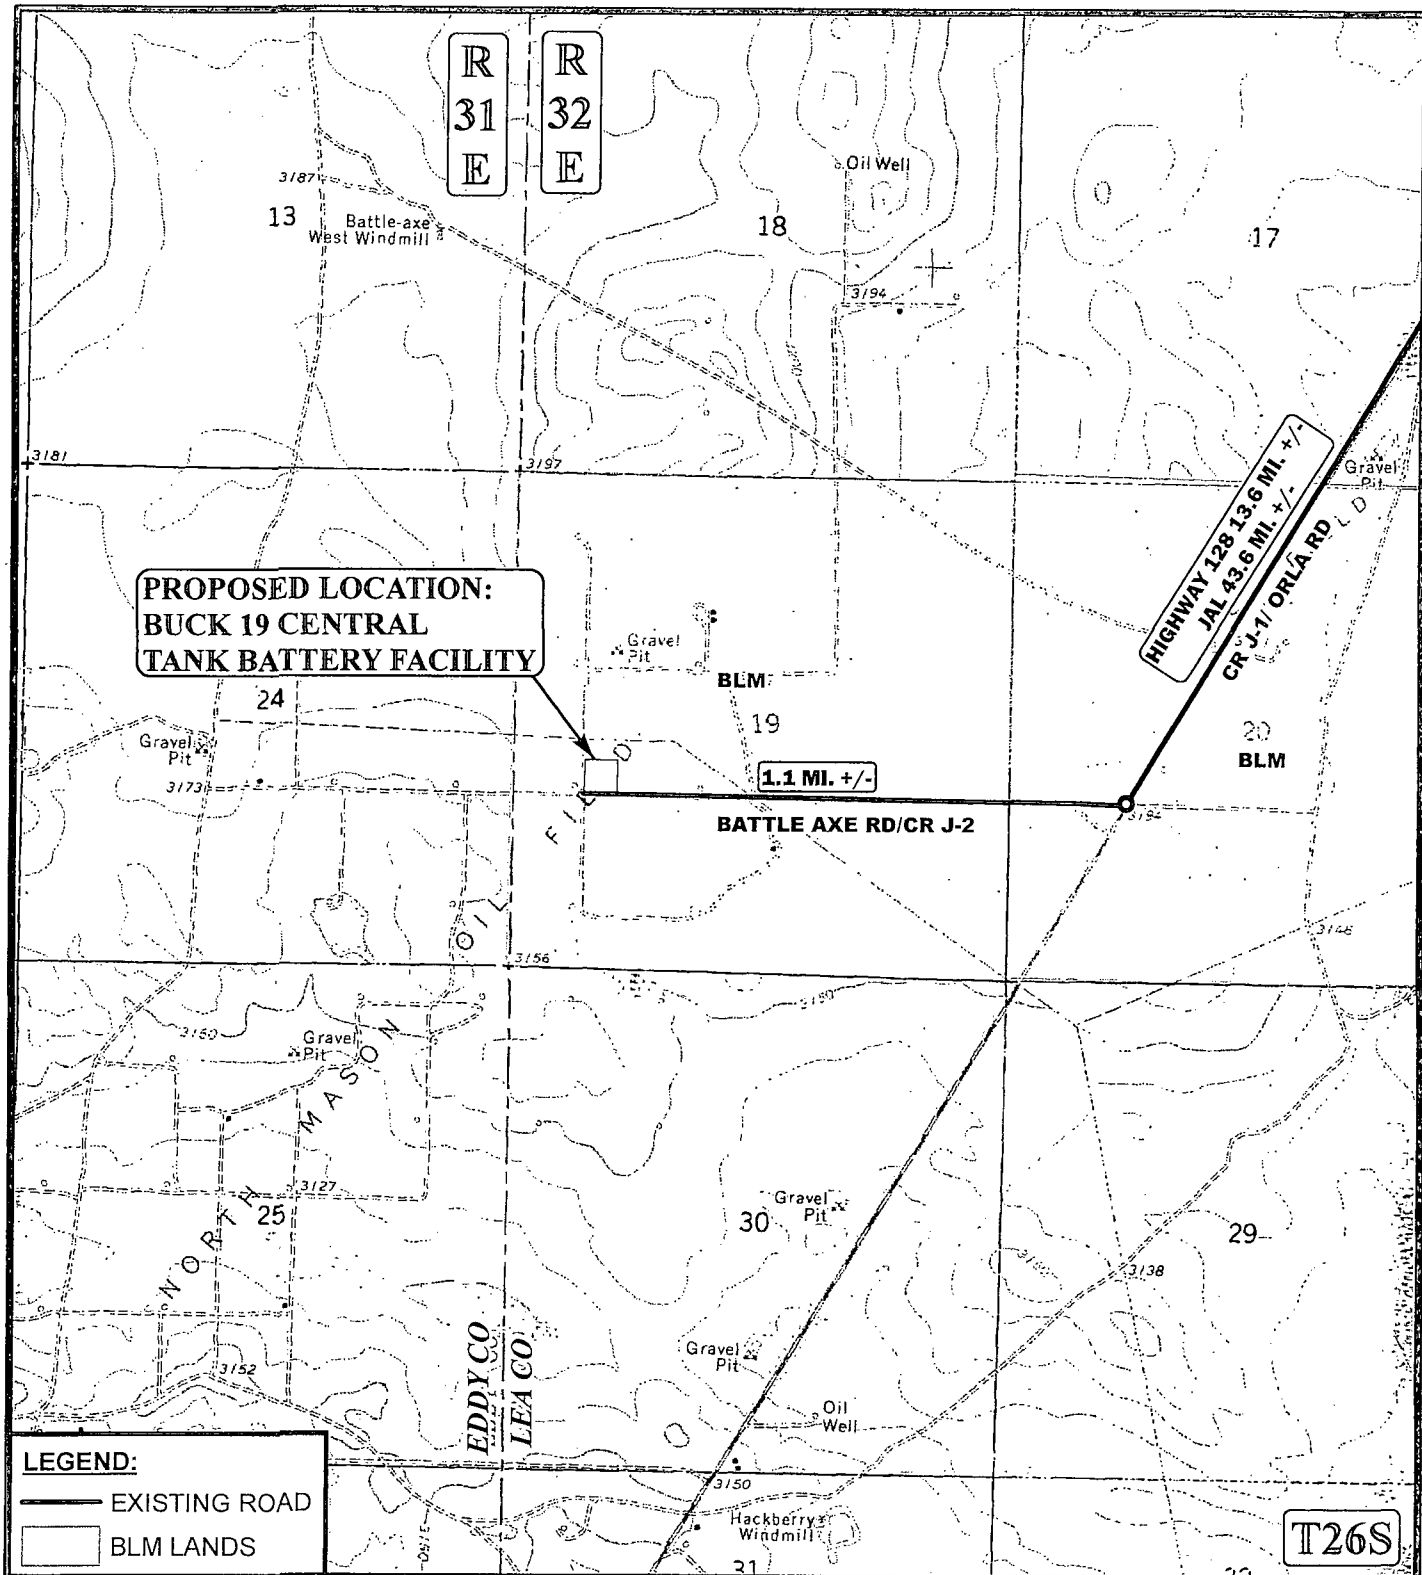 R
31
E
R
32
E
Oil Well
3187
13
Battle-axe
West Windmill
18
17
3194
3181
3197
Gravel
Pit
HIGHWAY 128 13.6 MI. +/-
JAL 43.6 MI. +/-
CR J-1/ ORLA RD
PROPOSED LOCATION:
BUCK 19 CENTRAL
TANK BATTERY FACILITY
Gravel
Pit
BLM
24
19
20
BLM
Gravel
Pit
3173
1.1 MI. +/-
BATTLE AXE RD/CR J-2
3148
3156
3150
Gravel
Pit
NORTH MASON OIL FIELD
3127
25
Gravel
Pit
30
29
3138
EDDY CO
LEA CO
Gravel
Pit
3152
Oil
Well
3150
Hackberry
Windmill
31
LEGEND:
EXISTING ROAD
BLM LANDS
T26S